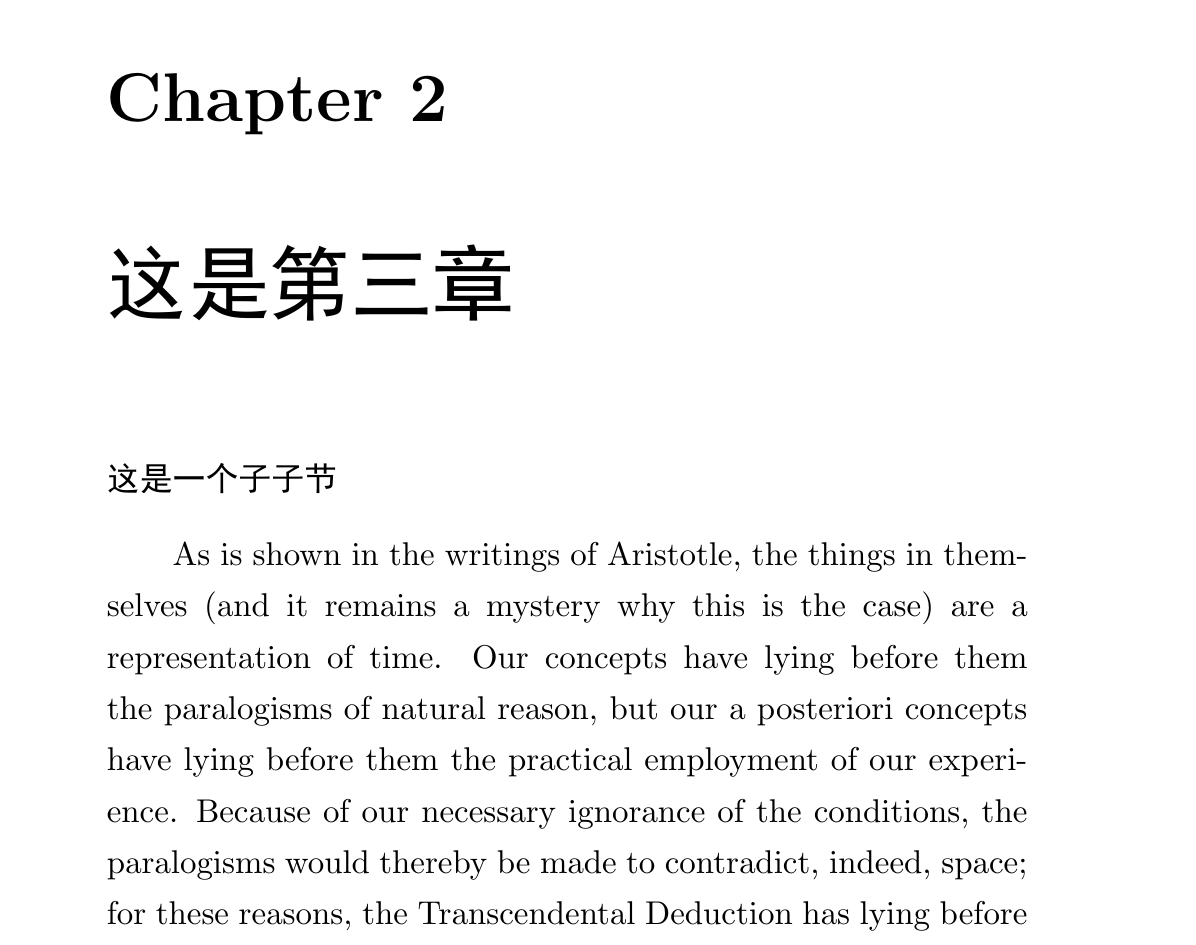 Chapter 2
这是第三章
这是一个子子节
As is shown in the writings of Aristotle, the things in them-
selves (and it remains a mystery why this is the case) are a
representation of time. Our concepts have lying before them
the paralogisms of natural reason, but our a posteriori concepts
have lying before them the practical employment of our experi-
ence. Because of our necessary ignorance of the conditions, the
paralogisms would thereby be made to contradict, indeed, space;
for these reasons, the Transcendental Deduction has lying before